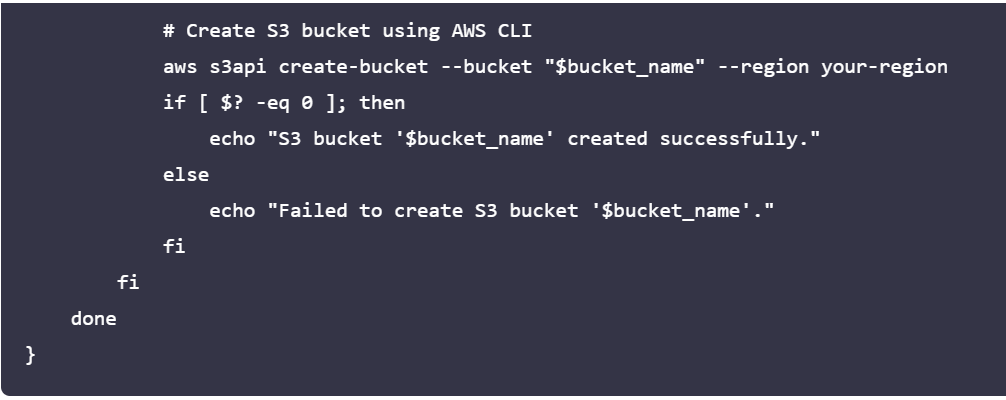 # Create S3 bucket using AWS CLI
aws s3api create-bucket --bucket "$bucket_name" --region your-region
if [ $? -eq 0 ]; then
echo "S3 bucket '$bucket_name' created successfully."
else
echo "Failed to create S3 bucket '$bucket_name'."
fi
fi
done
}